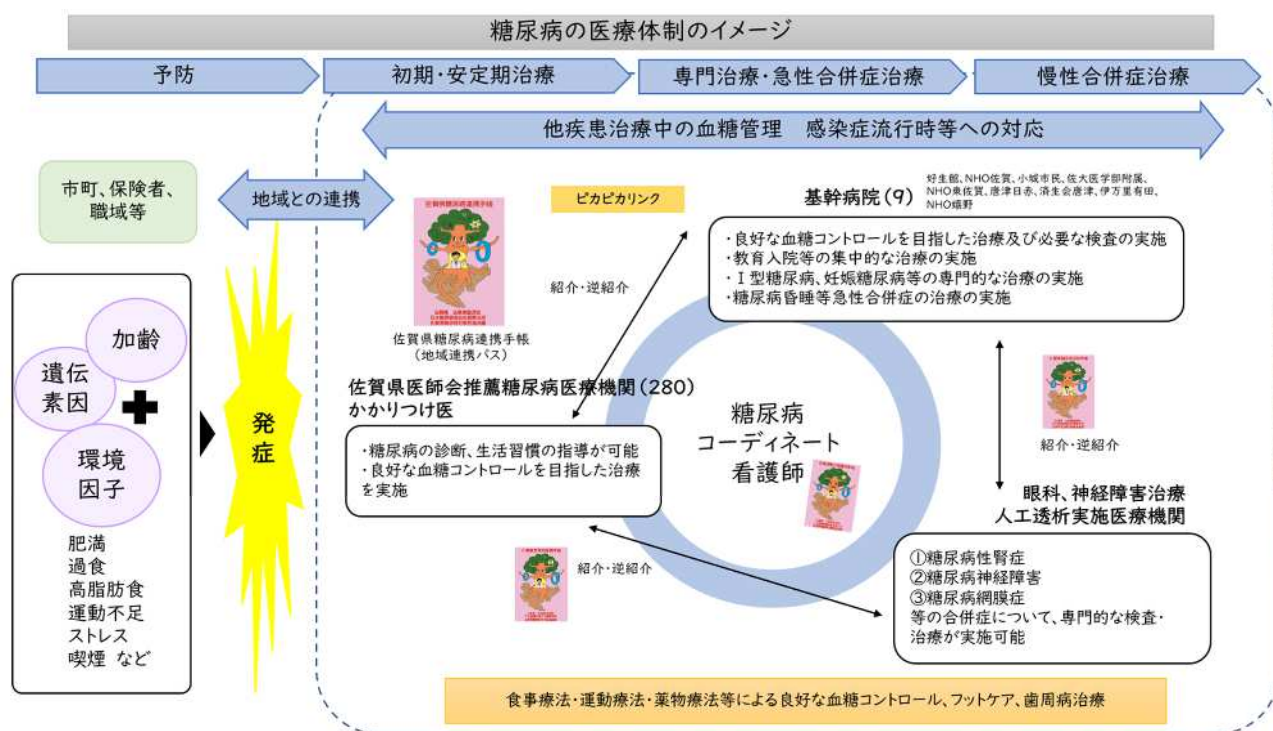 糖尿病の医療体制のイメージ
予防
初期・安定期治療
専門治療・急性合併症治療
慢性合併症治療
他疾患治療中の血糖管理　感染症流行時等への対応
市町、保険者、
職域等
地域との連携
ピカピカリンク
基幹病院(9)
好生館、NHO佐賀、小城市民、佐大医学部附属、
NHO東佐賀、唐津日赤、済生会唐津、伊万里有田、
NHO嬉野
・良好な血糖コントロールを目指した治療及び必要な検査の実施
・教育入院等の集中的な治療の実施
・Ⅰ型糖尿病、妊娠糖尿病等の専門的な治療の実施
・糖尿病昏睡等急性合併症の治療の実施
佐賀県糖尿病連携手帳
紹介・逆紹介
佐賀県糖尿病連携手帳
(地域連携パス)
加齢
遺伝
素因
環境
因子
肥満
過食
高脂肪食
運動不足
ストレス
喫煙 など
発
症
佐賀県医師会推薦糖尿病医療機関(280)
かかりつけ医
・糖尿病の診断、生活習慣の指導が可能
・良好な血糖コントロールを目指した治療
を実施
糖尿病
コーディネート
看護師
紹介・逆紹介
眼科、神経障害治療
人工透析実施医療機関
①糖尿病性腎症
②糖尿病神経障害
③糖尿病網膜症
等の合併症について、専門的な検査・
治療が実施可能
紹介・逆紹介
食事療法・運動療法・薬物療法等による良好な血糖コントロール、フットケア、歯周病治療